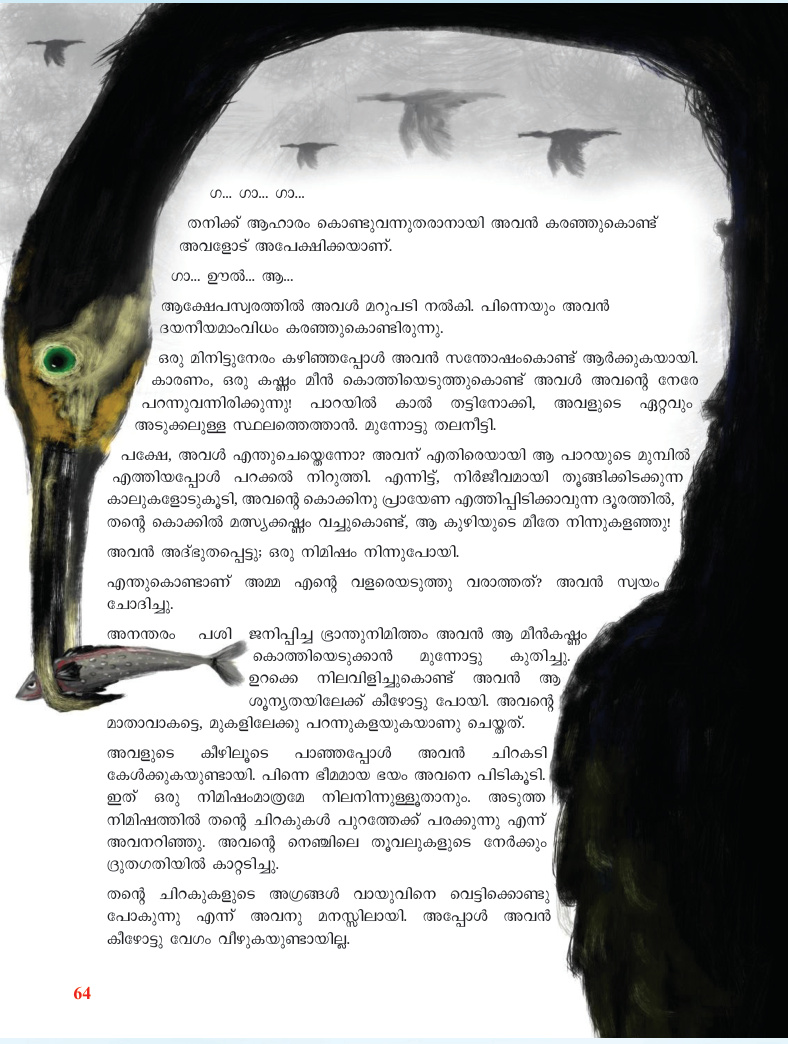 ഗ... ഗാ... ഗാ...
തനിക്ക് ആഹാരം കൊണ്ടുവന്നുതരാനായി അവൻ കരഞ്ഞുകൊണ്ട്
അവളോട് അപേക്ഷിക്കയാണ്.
ഗാ... ഊൽ... ആ...
ആക്ഷേപസ്വരത്തിൽ അവൾ മറുപടി നൽകി. പിന്നെയും അവൻ
ദയനീയമാംവിധം കരഞ്ഞുകൊണ്ടിരുന്നു.
ഒരു മിനിട്ടുനേരം കഴിഞ്ഞപ്പോൾ അവൻ സന്തോഷംകൊണ്ട് ആർക്കുകയായി.
കാരണം, ഒരു കഷ്ണം മീൻ കൊത്തിയെടുത്തുകൊണ്ട് അവൾ അവന്റെ നേരേ
പറന്നുവന്നിരിക്കുന്നു! പാറയിൽ കാൽ തട്ടിനോക്കി, അവളുടെ ഏറ്റവും
അടുക്കലുള്ള സ്ഥലത്തെത്താൻ. മുന്നോട്ടു തലനീട്ടി.
പക്ഷേ, അവൾ എന്തുചെയ്തെന്നോ? അവന് എതിരെയായി ആ പാറയുടെ മുമ്പിൽ
എത്തിയപ്പോൾ പറക്കൽ നിറുത്തി. എന്നിട്ട്, നിർജീവമായി തൂങ്ങിക്കിടക്കുന്ന
കാലുകളോടുകൂടി, അവന്റെ കൊക്കിനു പ്രായേണ എത്തിപ്പിടിക്കാവുന്ന ദൂരത്തിൽ,
തന്റെ കൊക്കിൽ മത്സ്യക്കഷ്ണം വച്ചുകൊണ്ട്, ആ കുഴിയുടെ മീതേ നിന്നുകളഞ്ഞു!
അവൻ അദ്ഭുതപ്പെട്ടു; ഒരു നിമിഷം നിന്നുപോയി.
എന്തുകൊണ്ടാണ് അമ്മ എന്റെ വളരെയടുത്തു വരാത്തത്? അവൻ സ്വയം
ചോദിച്ചു.
അനന്തരം പശി ജനിപ്പിച്ച ഭ്രാന്തുനിമിത്തം അവൻ ആ മീൻകഷ്ണം
കൊത്തിയെടുക്കാൻ മുന്നോട്ടു കുതിച്ചു.
ഉറക്കെ നിലവിളിച്ചുകൊണ്ട് അവൻ ആ
ശൂന്യതയിലേക്ക് കീഴോട്ടു പോയി. അവന്റെ
മാതാവാകട്ടെ, മുകളിലേക്കു പറന്നുകളയുകയാണു ചെയ്തത്.
അവളുടെ കീഴിലൂടെ പാഞ്ഞപ്പോൾ അവൻ ചിറകടി
കേൾക്കുകയുണ്ടായി. പിന്നെ ഭീമമായ ഭയം അവനെ പിടികൂടി.
ഇത് ഒരു നിമിഷംമാത്രമേ നിലനിന്നുള്ളൂതാനും. അടുത്ത
നിമിഷത്തിൽ തന്റെ ചിറകുകൾ പുറത്തേക്ക് പരക്കുന്നു എന്ന്
അവനറിഞ്ഞു. അവന്റെ നെഞ്ചിലെ തൂവലുകളുടെ നേർക്കും
ദ്രുതഗതിയിൽ കാറ്റടിച്ചു.
തന്റെ ചിറകുകളുടെ അഗ്രങ്ങൾ വായുവിനെ വെട്ടിക്കൊണ്ടു
പോകുന്നു എന്ന് അവനു മനസ്സിലായി. അപ്പോൾ അവൻ
കീഴോട്ടു വേഗം വീഴുകയുണ്ടായില്ല.
64